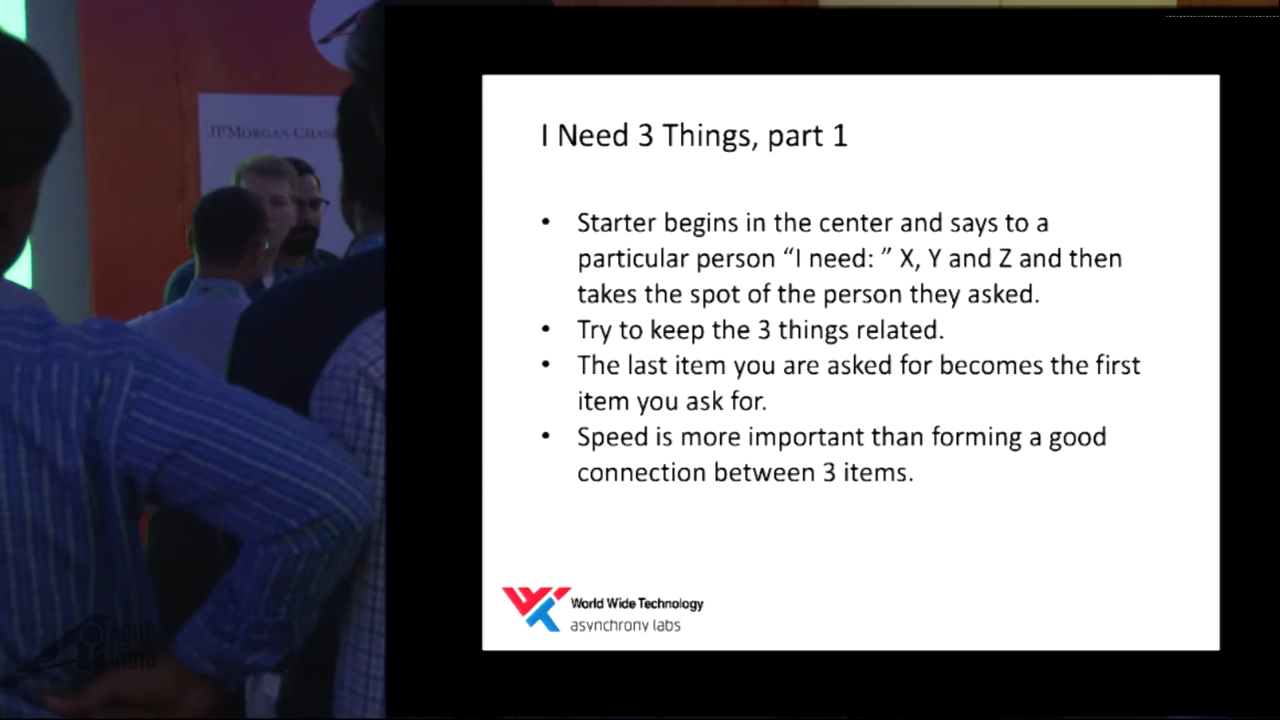 JPMORGAN CHAS
I Need 3 Things, part 1
• Starter begins in the center and says to a
particular person “I need: ” X, Y and Z and then
takes the spot of the person they asked.
• Try to keep the 3 things related.
• The last item you are asked for becomes the first
item you ask for.
• Speed is more important than forming a good
connection between 3 items.
World Wide Technology
asynchrony labs
Agile
India